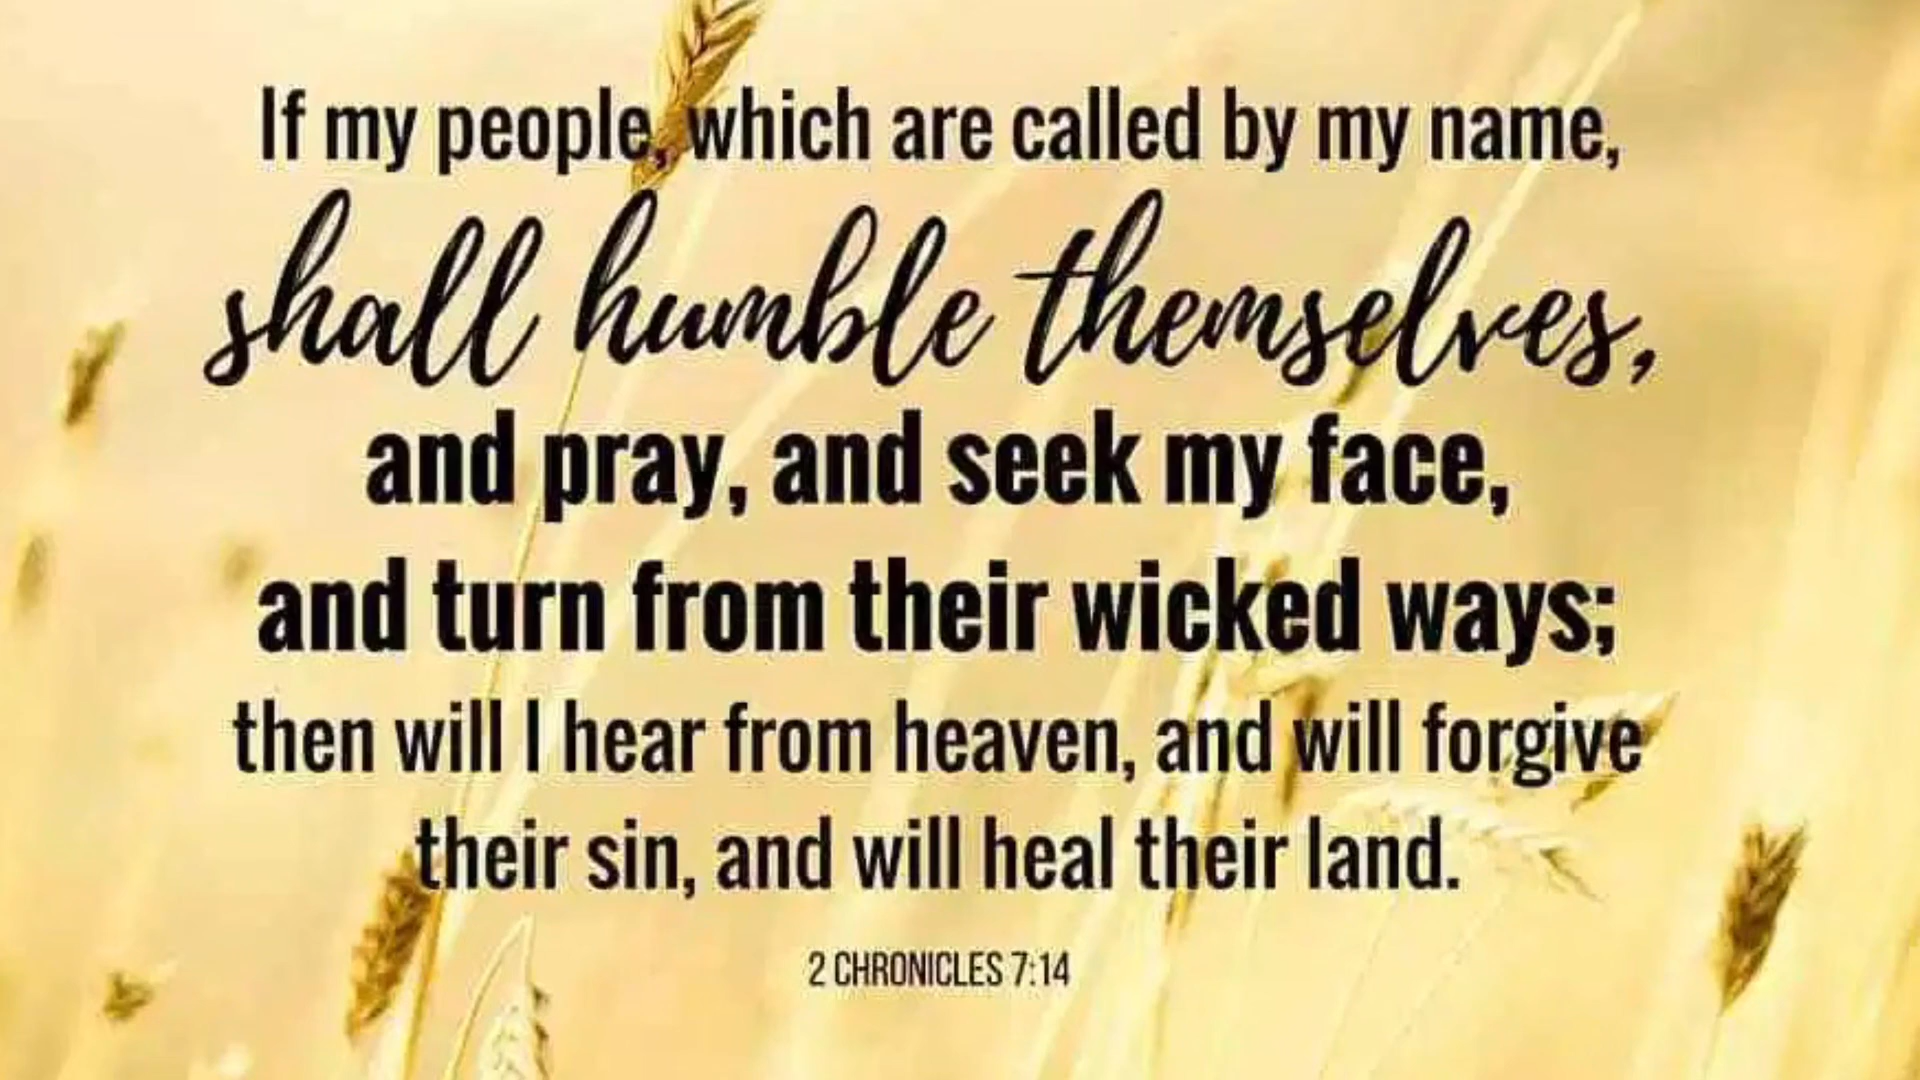 If my people, which are called by my name,
shall humble themselves,
and pray, and seek my face,
and turn from their wicked ways;
then will I hear from heaven, and will forgive
their sin, and will heal their land.
2 CHRONICLES 7:14